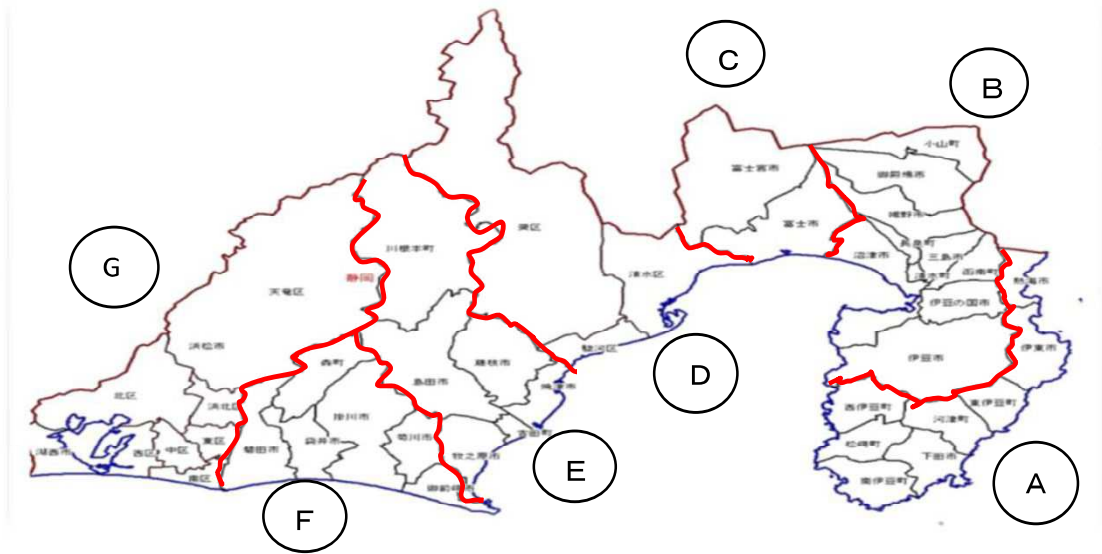 C
B
小山町
富士宮市
御殿場市
裾野市
富士市
葵区
川根本町
長泉町
沼津市
三島市
清水町
函南町
熱海市
静岡
清水区
天竜区
伊豆の国市
G
浜松市
駿河区
伊東市
伊豆市
森町
藤枝市
D
島田市
焼津市
北区
浜北区
西伊豆町
東伊豆町
掛川市
河津町
吉田町
菊川市
袋井市
磐田市
東区
中区
西区
湖西市
松崎町
下田市
牧之原市
E
南区
御前崎市
南伊豆町
A
F